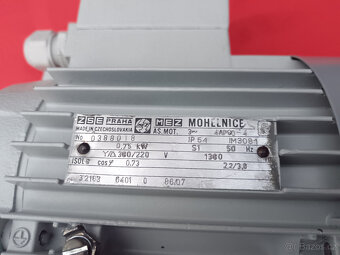 ZSE PRAHA MEZ MOHELNICE
MADE IN CZECHOSLOVAKIA AS.MOT. 3~ 4AP90-4
No 0388018 IP 54 IM3081
0,75 kW S1 50 Hz
Y/Δ 380/220 V 1380
ISOL B cos φ 0,73 2,2/3,8
32163 6401 0 86/07